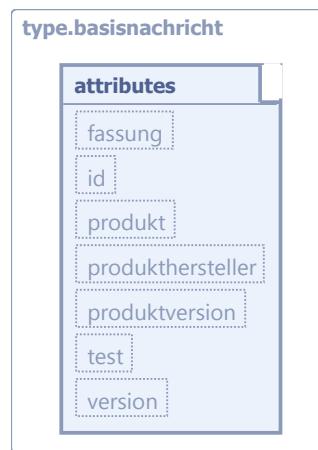 type.basisnachricht
attributes
fassung
id
produkt
produkthersteller
produktversion
test
version